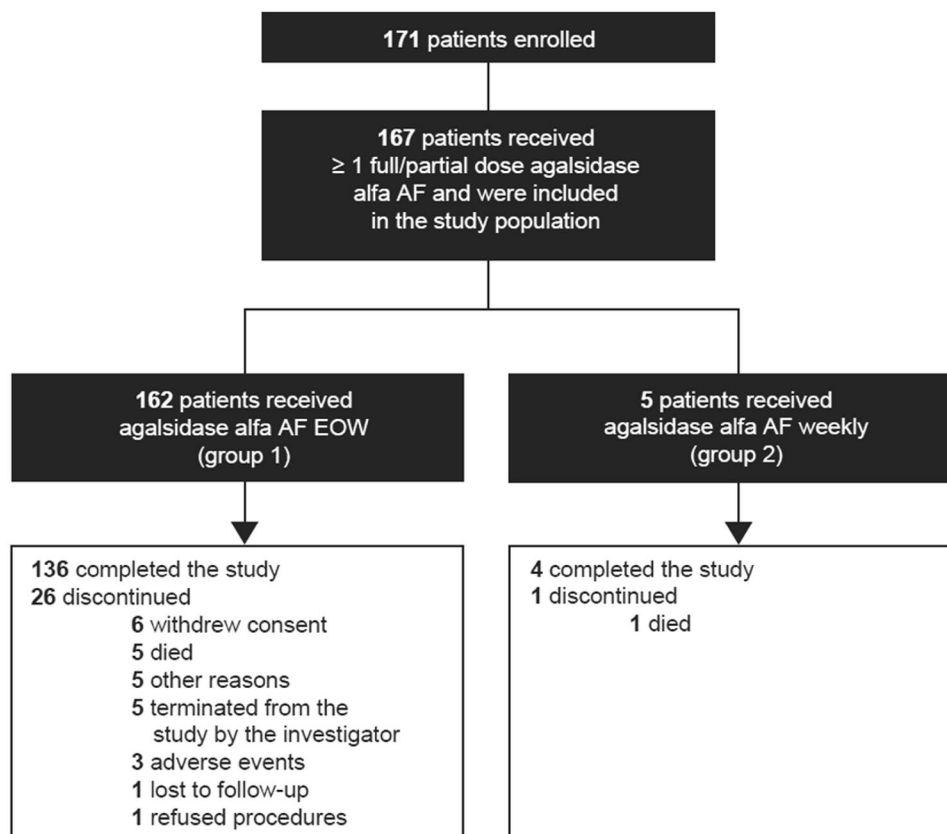 171 patients enrolled
167 patients received
≥ 1 full/partial dose agalsidase
alfa AF and were included
in the study population
162 patients received
agalsidase alfa AF EOW
(group 1)
5 patients received
agalsidase alfa AF weekly
(group 2)
136 completed the study
26 discontinued
6 withdrew consent
5 died
5 other reasons
5 terminated from the
study by the investigator
3 adverse events
1 lost to follow-up
1 refused procedures
4 completed the study
1 discontinued
1 died